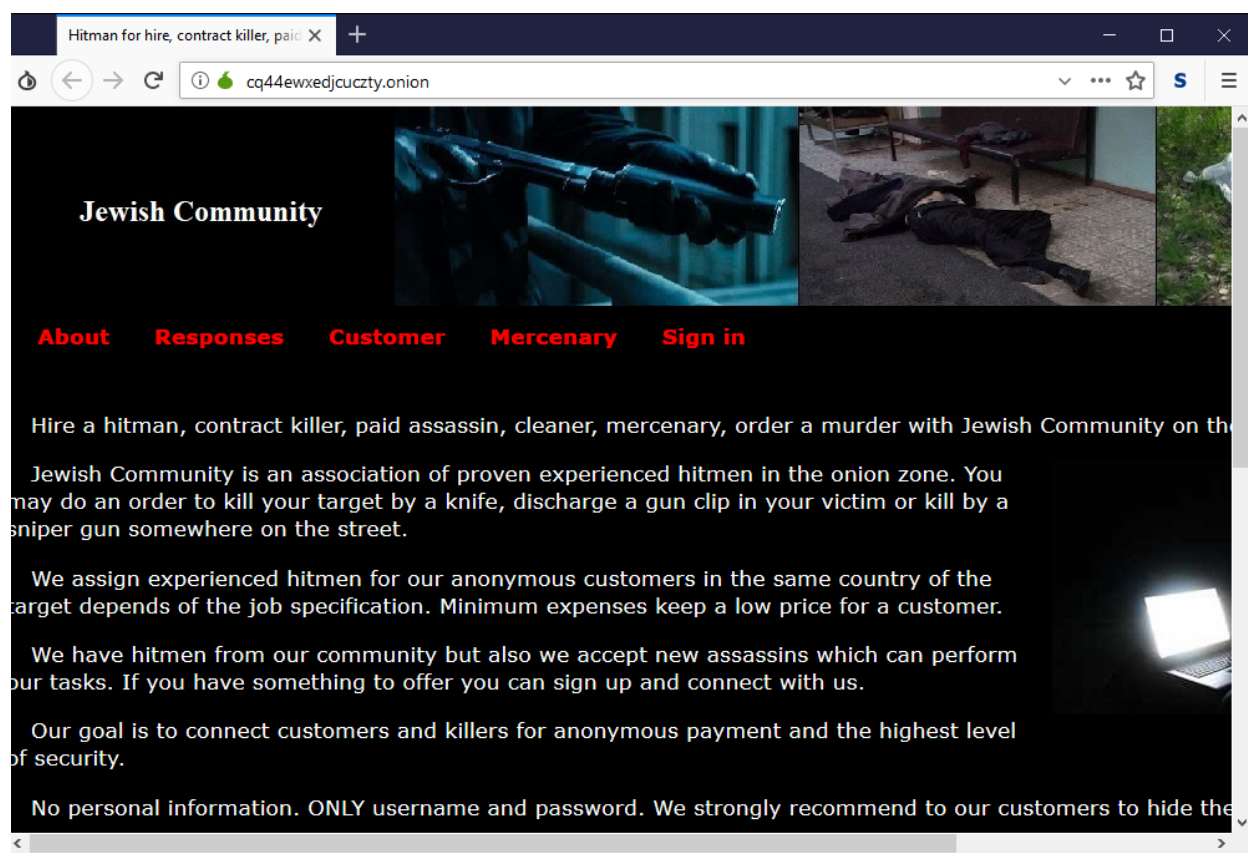 Hitman for hire, contract killer, paid
cq44ewxedjcuczty.onion
S
Jewish Community
About Responses Customer Mercenary Sign in
Hire a hitman, contract killer, paid assassin, cleaner, mercenary, order a murder with Jewish Community on the
Jewish Community is an association of proven experienced hitmen in the onion zone. You
may do an order to kill your target by a knife, discharge a gun clip in your victim or kill by a
sniper gun somewhere on the street.
We assign experienced hitmen for our anonymous customers in the same country of the
target depends of the job specification. Minimum expenses keep a low price for a customer.
We have hitmen from our community but also we accept new assassins which can perform
our tasks. If you have something to offer you can sign up and connect with us.
Our goal is to connect customers and killers for anonymous payment and the highest level
of security.
No personal information. ONLY username and password. We strongly recommend to our customers to hide the